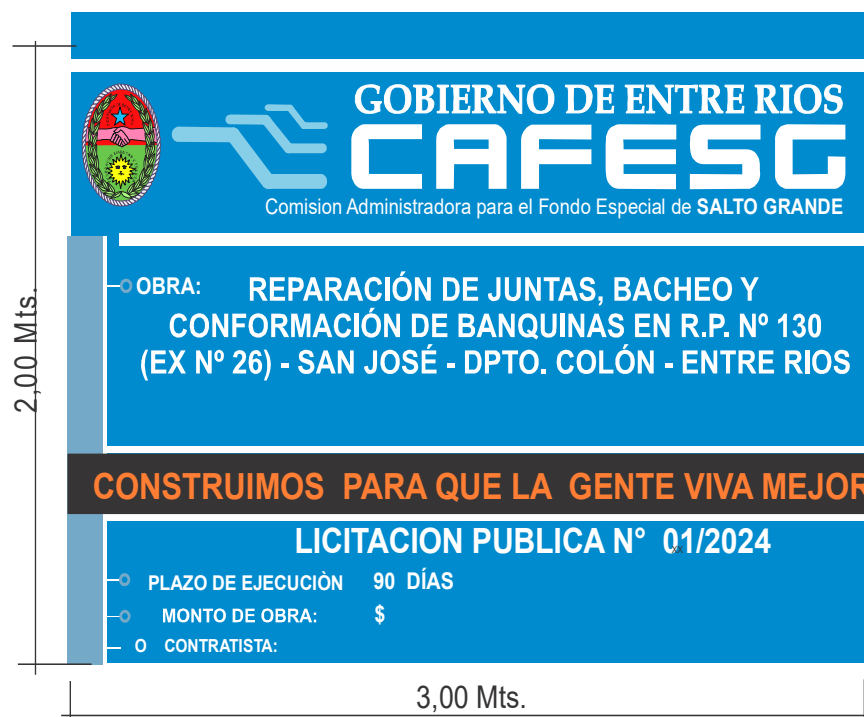 GOBIERNO DE ENTRE RIOS
CAFESG
Comision Administradora para el Fondo Especial de SALTO GRANDE
OBRA: REPARACIÓN DE JUNTAS, BACHEO Y
CONFORMACIÓN DE BANQUINAS EN R.P. Nº 130
(EX Nº 26) - SAN JOSÉ - DPTO. COLÓN - ENTRE RIOS
CONSTRUIMOS PARA QUE LA GENTE VIVA MEJOR
LICITACION PUBLICA N° 01/2024
xx
PLAZO DE EJECUCIÒN 90 DÍAS
MONTO DE OBRA: $
O CONTRATISTA:
2,00 Mts.
3,00 Mts.